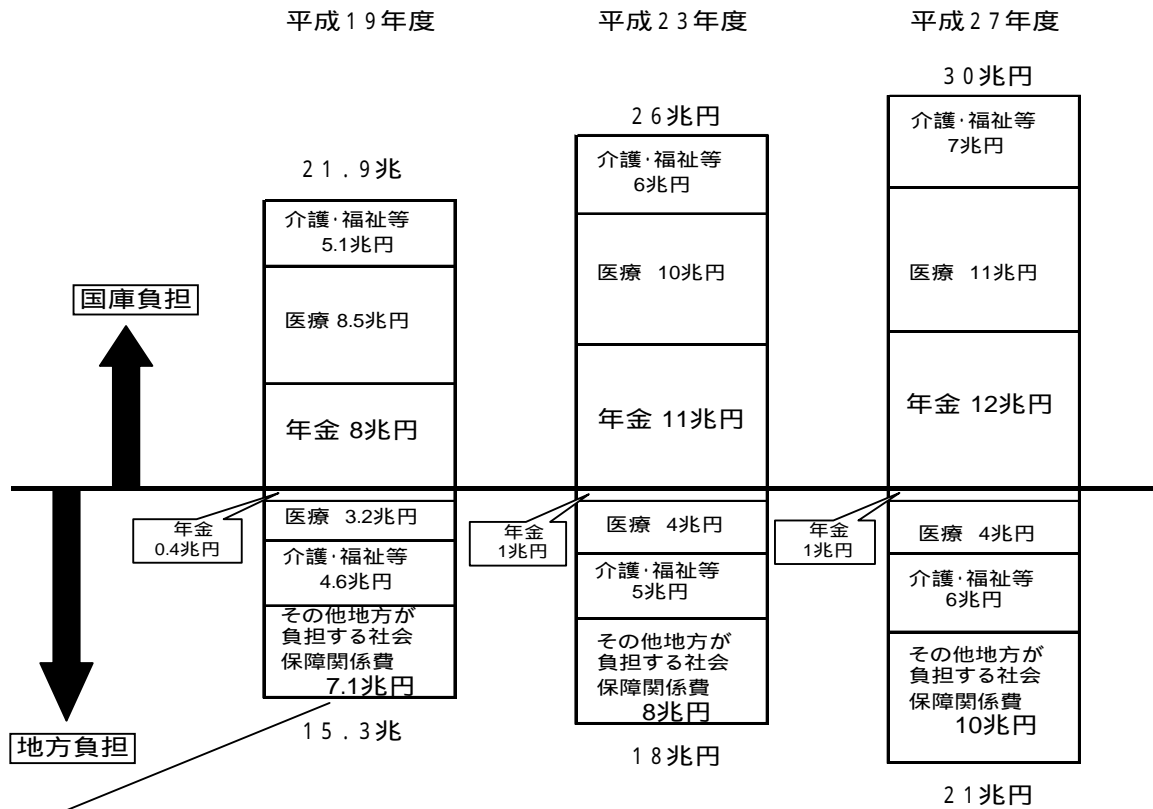 平成19年度
平成23年度
平成27年度
30兆円
26兆円
21.9兆
介護・福祉等
7兆円
介護・福祉等
6兆円
介護・福祉等
5.1兆円
医療 8.5兆円
医療 10兆円
医療 11兆円
国庫負担
年金 8兆円
年金 11兆円
年金 12兆円
年金
0.4兆円
医療 3.2兆円
年金
1兆円
医療 4兆円
年金
1兆円
医療 4兆円
介護・福祉等
4.6兆円
介護・福祉等
5兆円
介護・福祉等
6兆円
その他地方が
負担する社会
保障関係費
7.1兆円
その他地方が
負担する社会
保障関係費
8兆円
その他地方が
負担する社会
保障関係費
10兆円
地方負担
15.3兆
18兆円
21兆円